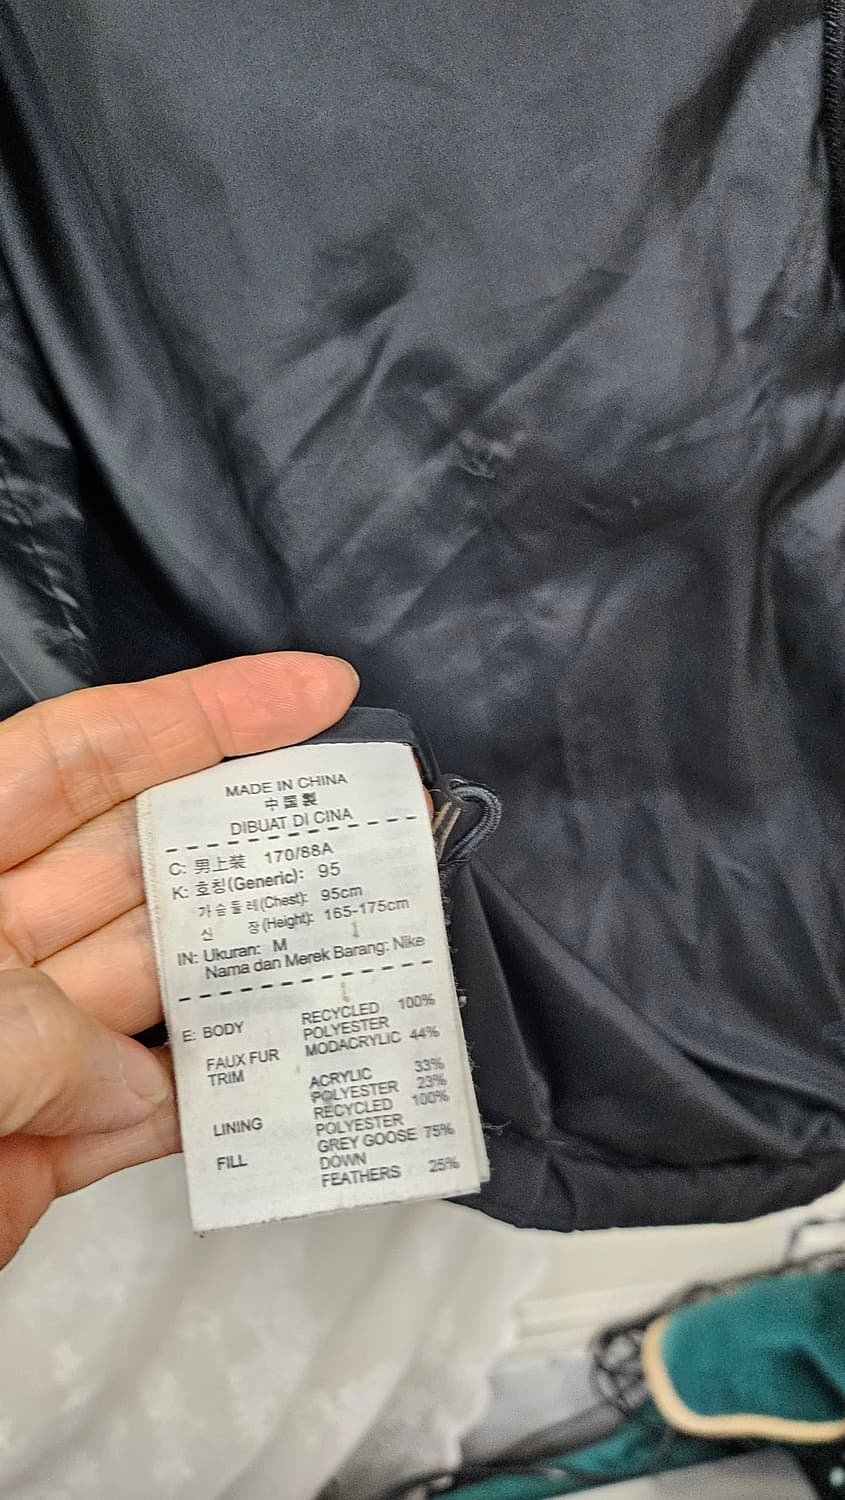 MADE IN CHINA
中国製
DIBUAT DI CINA
C: 男上装 170/88A
K: 호칭(Generic): 95
가슴둘레(Chest): 95cm
신 장(Height): 165-175cm
IN: Ukuran: M
Nama dan Merek Barang: Nike
E: BODY RECYCLED 100%
POLYESTER
FAUX FUR MODACRYLIC 44%
TRIM
ACRYLIC 33%
POLYESTER 23%
LINING RECYCLED 100%
POLYESTER
FILL GREY GOOSE 75%
DOWN
FEATHERS 25%